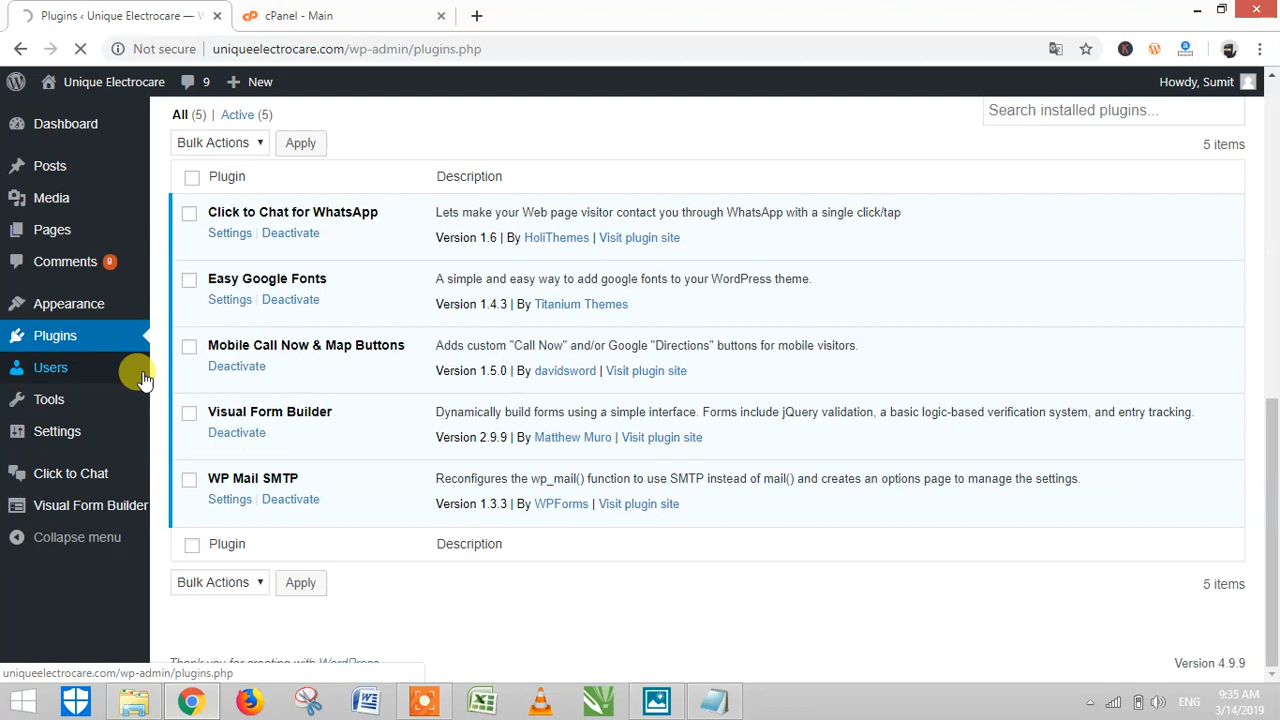 Plugins ‹ Unique Electrocare — W
cPanel - Main
Not secure | uniqueelectrocare.com/wp-admin/plugins.php
Unique Electrocare 9 New Howdy, Sumit
Dashboard
Posts
Media
Pages
Comments 9
Appearance
Plugins
Users
Tools
Settings
Click to Chat
Visual Form Builder
Collapse menu
All (5) | Active (5)
Search installed plugins...
Bulk Actions Apply
5 items
Plugin Description
Click to Chat for WhatsApp
Settings | Deactivate
Lets make your Web page visitor contact you through WhatsApp with a single click/tap
Version 1.6 | By HoliThemes | Visit plugin site
Easy Google Fonts
Settings | Deactivate
A simple and easy way to add google fonts to your WordPress theme.
Version 1.4.3 | By Titanium Themes
Mobile Call Now & Map Buttons
Deactivate
Adds custom "Call Now" and/or Google "Directions" buttons for mobile visitors.
Version 1.5.0 | By davidsword | Visit plugin site
Visual Form Builder
Deactivate
Dynamically build forms using a simple interface. Forms include jQuery validation, a basic logic-based verification system, and entry tracking.
Version 2.9.9 | By Matthew Muro | Visit plugin site
WP Mail SMTP
Settings | Deactivate
Reconfigures the wp_mail() function to use SMTP instead of mail() and creates an options page to manage the settings.
Version 1.3.3 | By WPForms | Visit plugin site
Plugin Description
Bulk Actions Apply
5 items
Thank you for creating with WordPress
Version 4.9.9
uniqueelectrocare.com/wp-admin/plugins.php
ENG
9:35 AM
3/14/2019